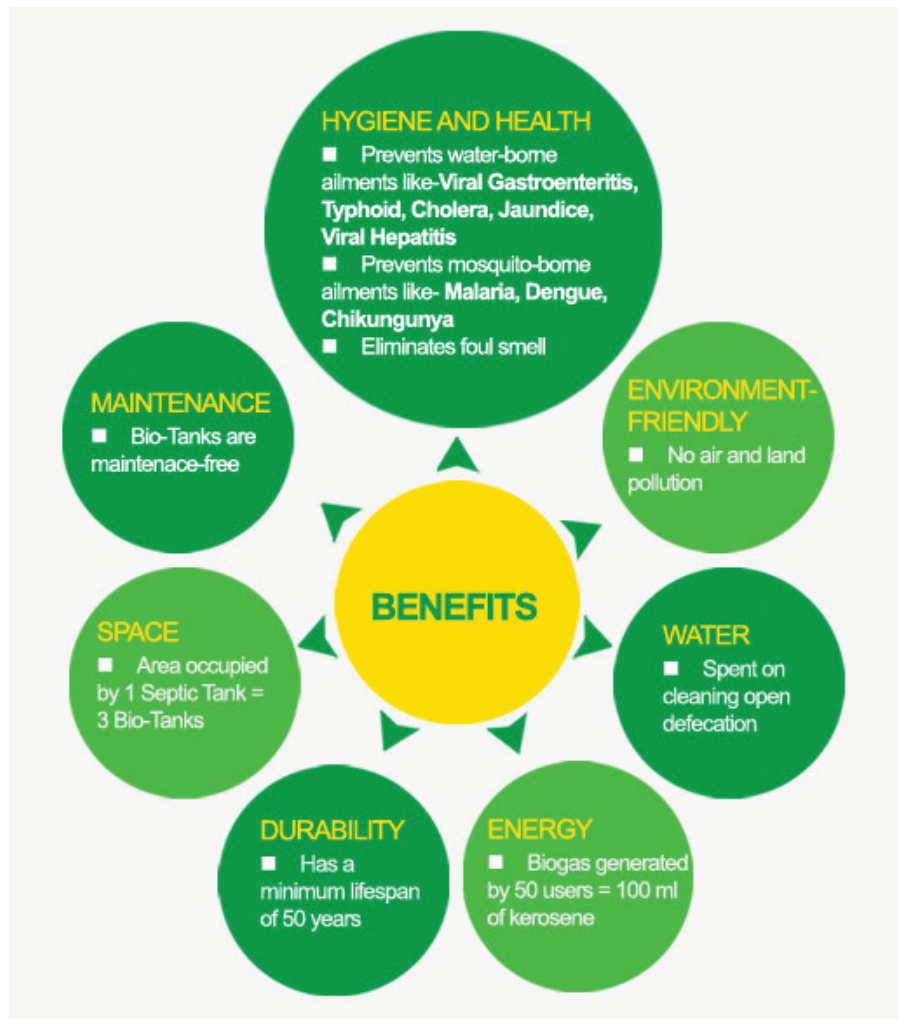 HYGIENE AND HEALTH
■ Prevents water-borne
ailments like-Viral Gastroenteritis,
Typhoid, Cholera, Jaundice,
Viral Hepatitis
■ Prevents mosquito-borne
ailments like- Malaria, Dengue,
Chikungunya
■ Eliminates foul smell
MAINTENANCE
■ Bio-Tanks are
maintenace-free
ENVIRONMENT-
FRIENDLY
■ No air and land
pollution
BENEFITS
SPACE
■ Area occupied
by 1 Septic Tank =
3 Bio-Tanks
WATER
■ Spent on
cleaning open
defecation
DURABILITY
■ Has a
minimum lifespan
of 50 years
ENERGY
■ Biogas generated
by 50 users = 100 ml
of kerosene